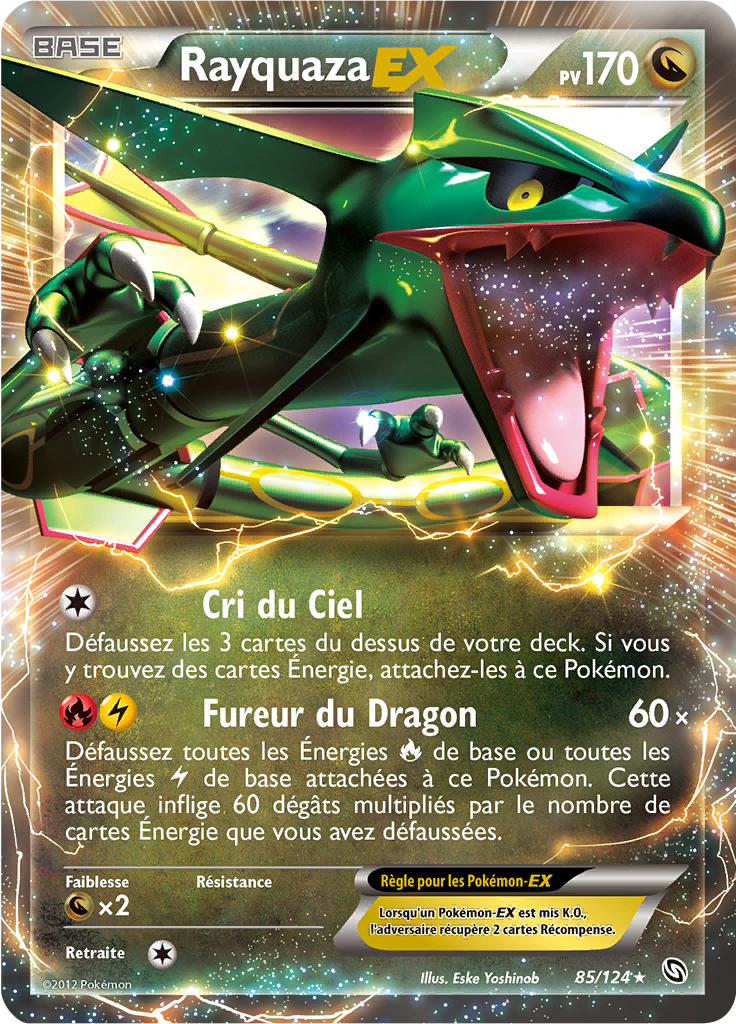 BASE
Rayquaza EX
PV 170
Cri du Ciel
Défaussez les 3 cartes du dessus de votre deck. Si vous
y trouvez des cartes Énergie, attachez-les à ce Pokémon.
Fureur du Dragon 60×
Défaussez toutes les Énergies de base ou toutes les
Énergies de base attachées à ce Pokémon. Cette
attaque inflige 60 dégâts multipliés par le nombre de
cartes Énergie que vous avez défaussées.
Faiblesse Résistance
×2
Retraite
Règle pour les Pokémon-EX
Lorsqu'un Pokémon-EX est mis K.O.,
l'adversaire récupère 2 cartes Récompense.
©2012 Pokémon
Illus. Eske Yoshinob
85/124 ★